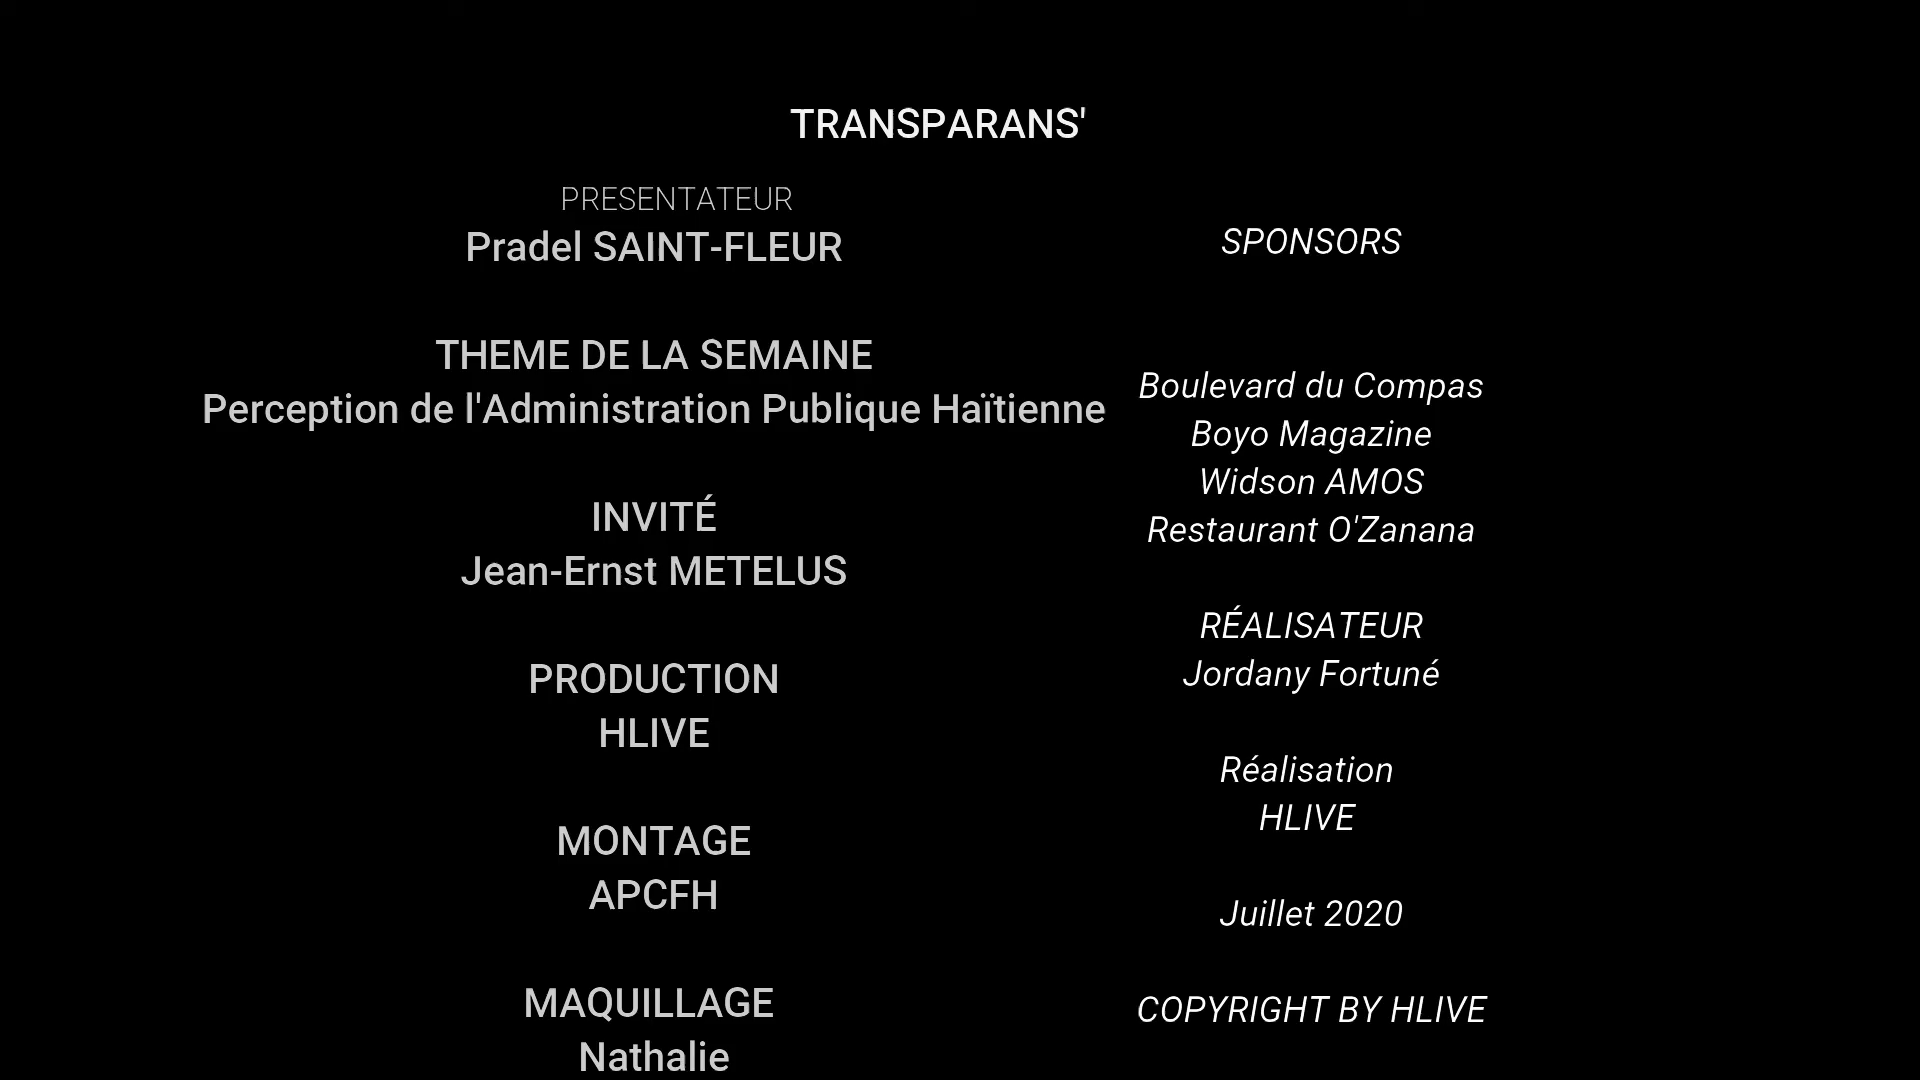 TRANSPARANS'
PRESENTATEUR
Pradel SAINT-FLEUR
THEME DE LA SEMAINE
Perception de l'Administration Publique Haïtienne
INVITÉ
Jean-Ernst METELUS
PRODUCTION
HLIVE
MONTAGE
APCFH
MAQUILLAGE
Nathalie
SPONSORS
Boulevard du Compas
Boyo Magazine
Widson AMOS
Restaurant O'Zanana
RÉALISATEUR
Jordany Fortuné
Réalisation
HLIVE
Juillet 2020
COPYRIGHT BY HLIVE